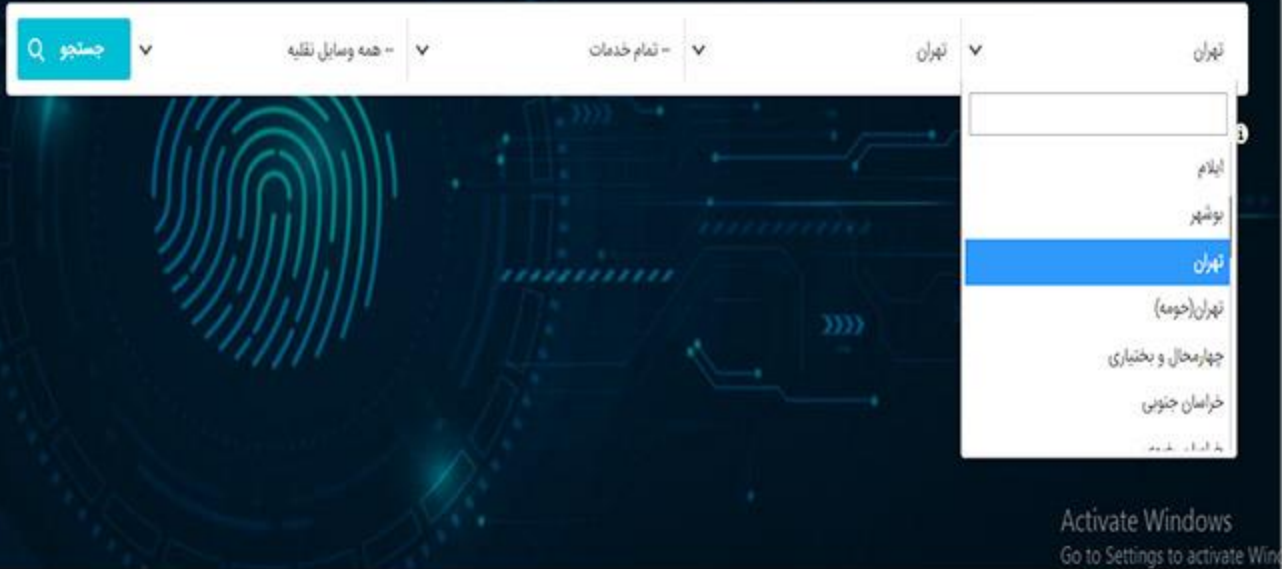 تهران
تهران
-- تمام خدمات
-- همه وسایل نقلیه
جستجو
ایلام
بوشهر
تهران
تهران(حومه)
چهارمحال و بختیاری
خراسان جنوبی
Activate Windows
Go to Settings to activate